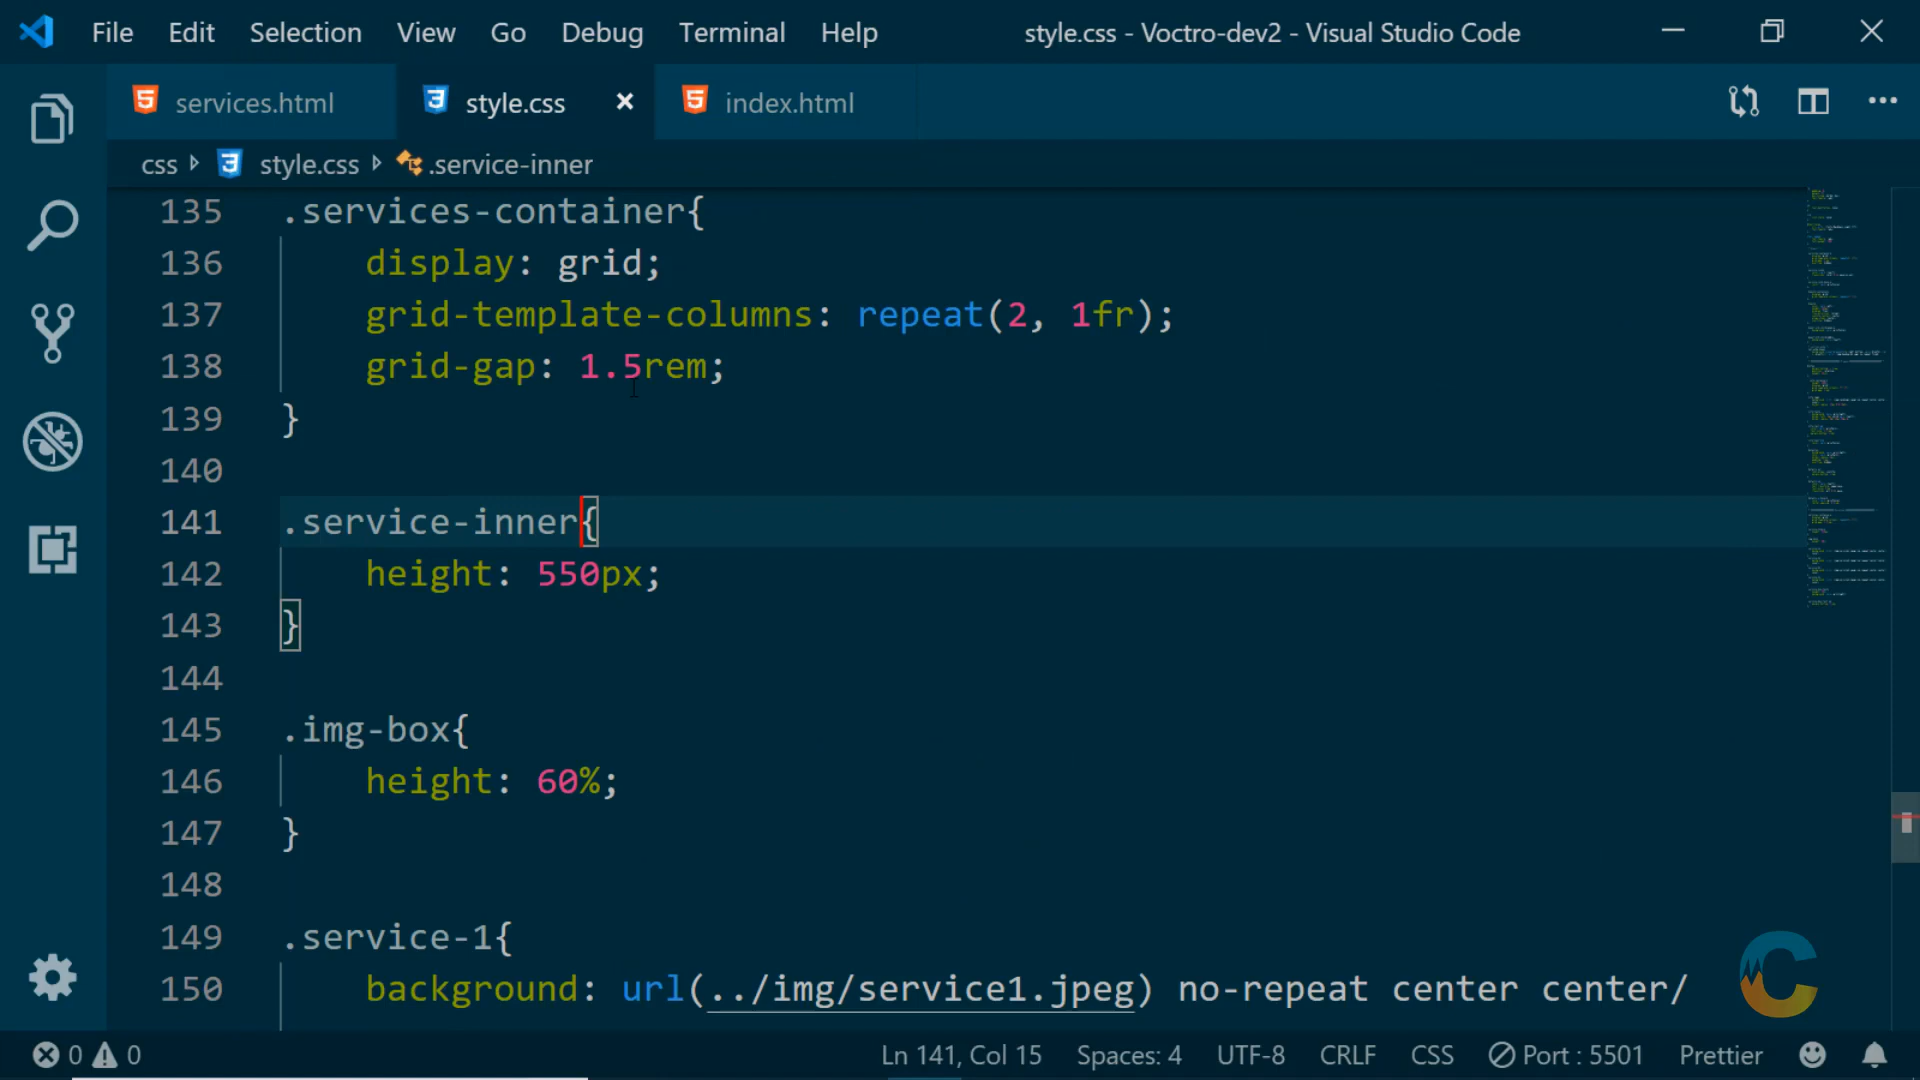 File Edit Selection View Go Debug Terminal Help style.css - Voctro-dev2 - Visual Studio Code
services.html style.css index.html
css style.css .service-inner
135 .services-container{
136 display: grid;
137 grid-template-columns: repeat(2, 1fr);
138 grid-gap: 1.5rem;
139 }
140
141 .service-inner{
142 height: 550px;
143 }
144
145 .img-box{
146 height: 60%;
147 }
148
149 .service-1{
150 background: url(../img/service1.jpeg) no-repeat center center/
0 0 Ln 141, Col 15 Spaces: 4 UTF-8 CRLF CSS Port : 5501 Prettier